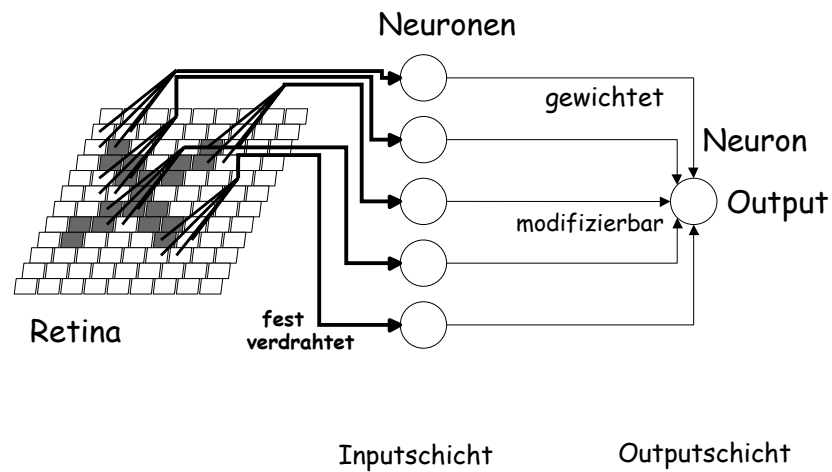 Neuronen
gewichtet
Neuron
Output
modifizierbar
Retina
fest
verdrahtet
Inputschicht
Outputschicht